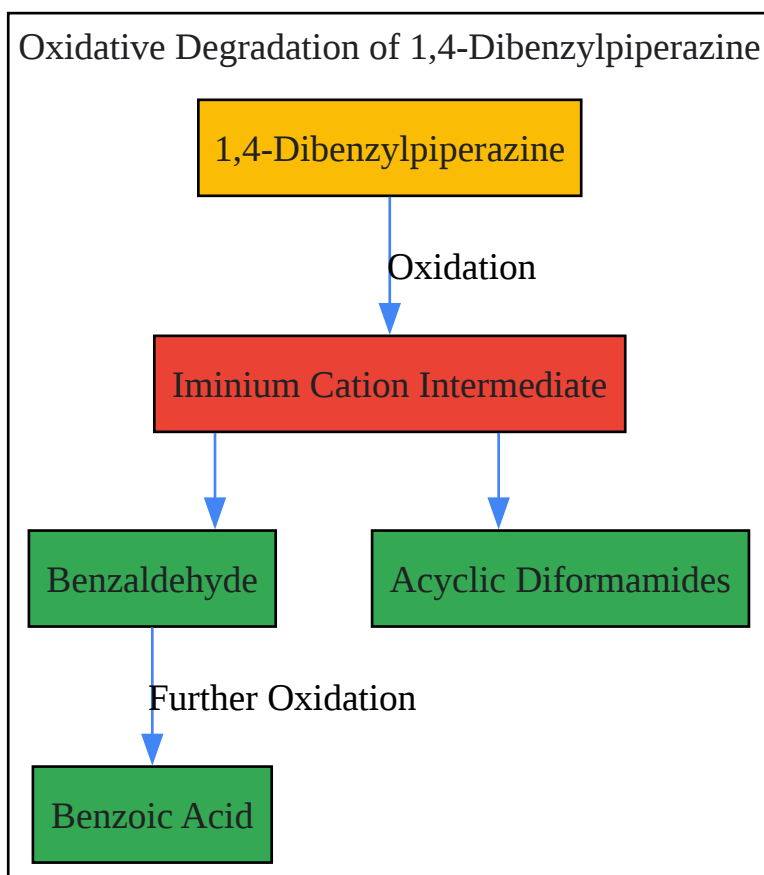 Oxidative Degradation of 1,4-Dibenzylpiperazine
1,4-Dibenzylpiperazine
Oxidation
Iminium Cation Intermediate
Benzaldehyde
Acyclic Diformamides
Further Oxidation
Benzoic Acid